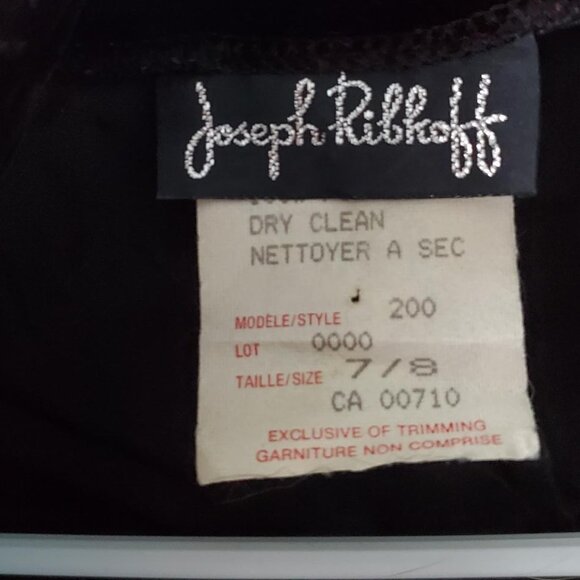 Joseph Ribkoff
DRY CLEAN
NETTOYER A SEC
MODÈLE/STYLE 200
LOT 0000
TAILLE/SIZE 7/8
CA 00710
EXCLUSIVE OF TRIMMING
GARNITURE NON COMPRISE